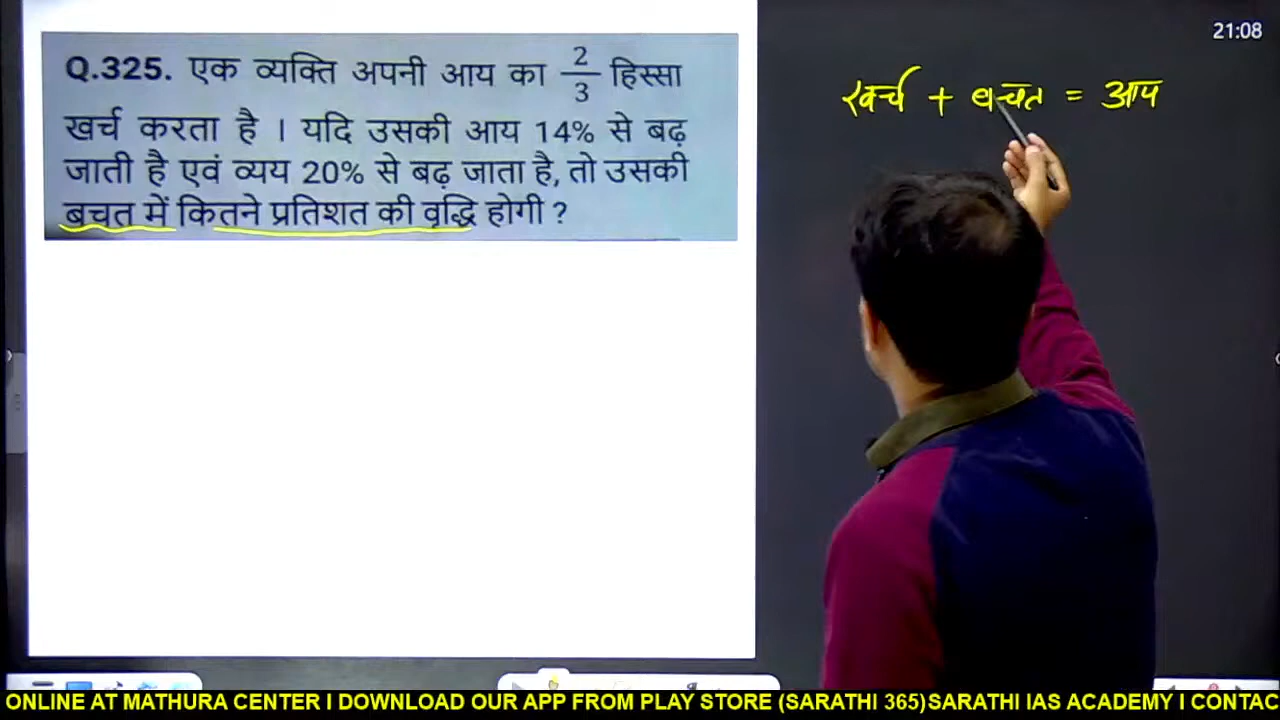 21:08
Q.325. एक व्यक्ति अपनी आय का 2/3 हिस्सा
खर्च करता है । यदि उसकी आय 14% से बढ़
जाती है एवं व्यय 20% से बढ़ जाता है, तो उसकी
बचत में कितने प्रतिशत की वृद्धि होगी ?
खर्च + बचत = आय
ONLINE AT MATHURA CENTER I DOWNLOAD OUR APP FROM PLAY STORE (SARATHI 365)SARATHI IAS ACADEMY I CONTAC